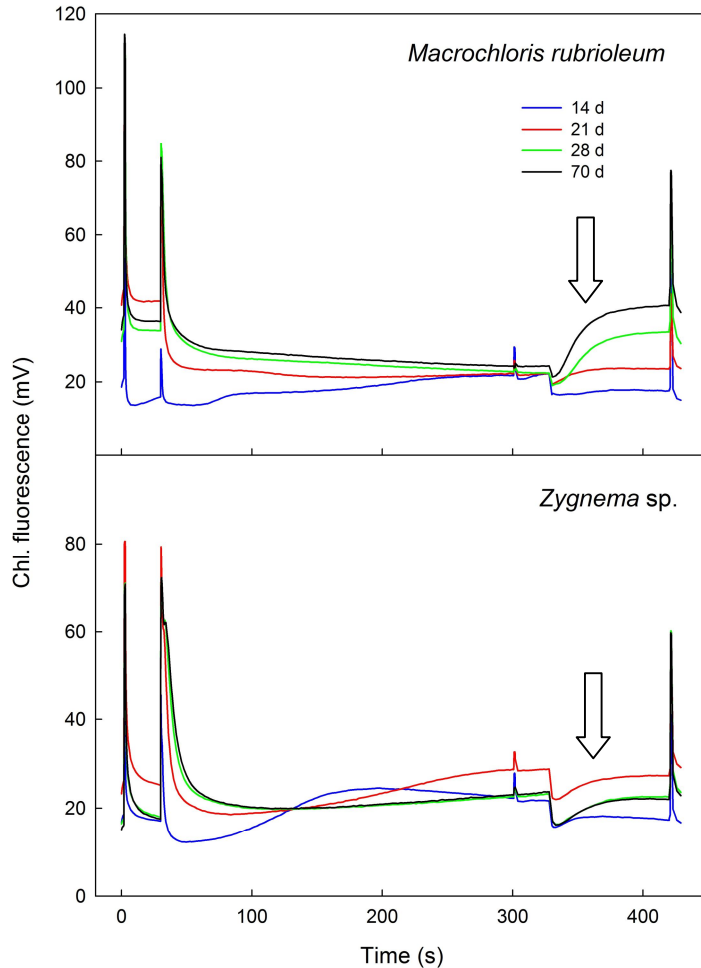 120
Macrochloris rubrioleum
100
14 d
21 d
28 d
80
70 d
60
40
20
Chl. fluorescence (mV)
Zygnema sp.
80
60
40
20
0
0 100 200 300 400
Time (s)